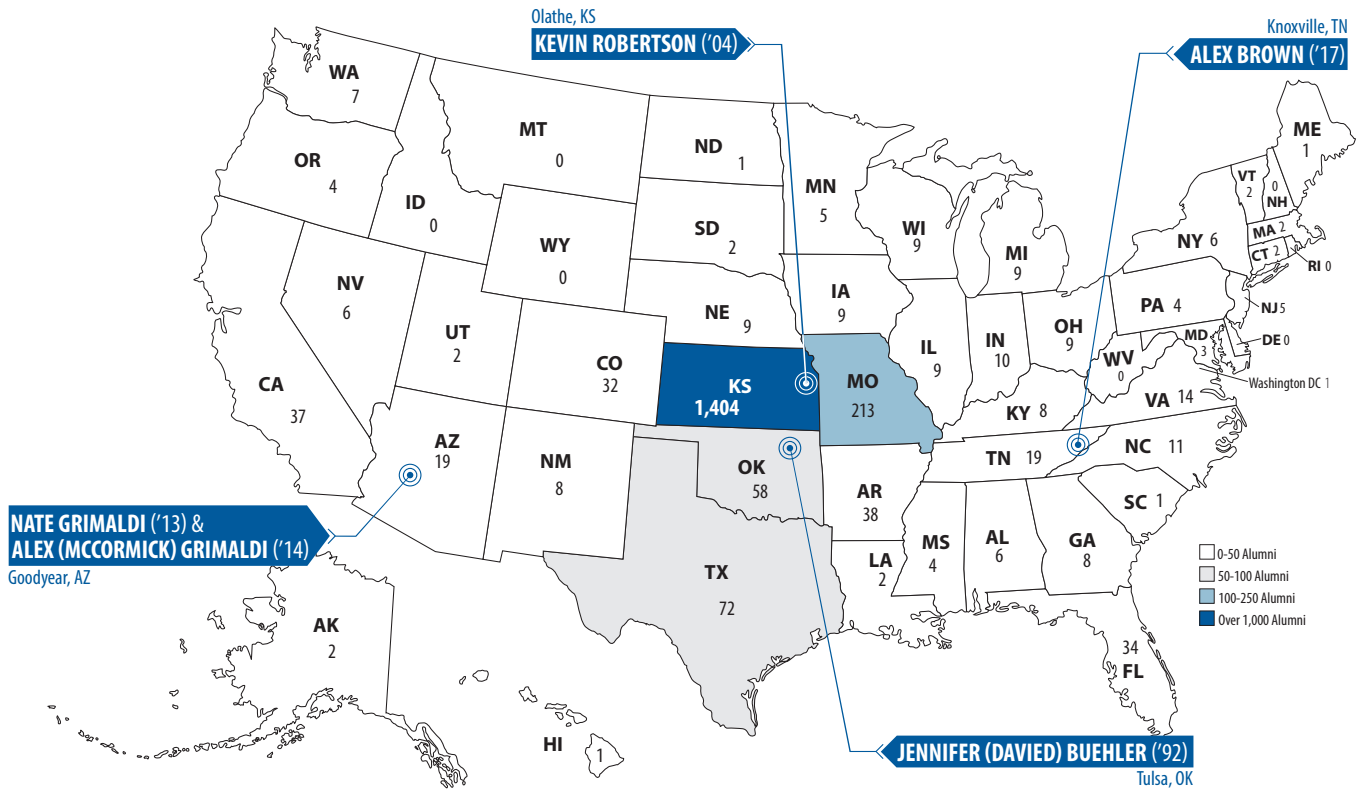 Olathe, KS
KEVIN ROBERTSON ('04)
Knoxville, TN
ALEX BROWN ('17)
WA
7
OR
4
ID
0
MT
0
WY
0
ND
1
SD
2
NE
9
MN
5
WI
9
MI
9
IA
9
NV
6
UT
2
CO
32
CA
37
AZ
19
NM
8
KS
1,404
MO
213
OK
58
TX
72
AR
38
LA
2
IL
9
IN
10
OH
9
KY 8
TN 19
MS
4
AL
6
GA
8
34
FL
SC 1
NC 11
VA 14
WV
0
MD
3
Washington DC 1
DE 0
NJ 5
PA 4
NY 6
CT 2
RI 0
MA 2
VT
2
0
NH
ME
1
NATE GRIMALDI ('13) &
ALEX (MCCORMICK) GRIMALDI ('14)
Goodyear, AZ
AK
2
HI
1
0-50 Alumni
50-100 Alumni
100-250 Alumni
Over 1,000 Alumni
JENNIFER (DAVIED) BUEHLER ('92)
Tulsa, OK